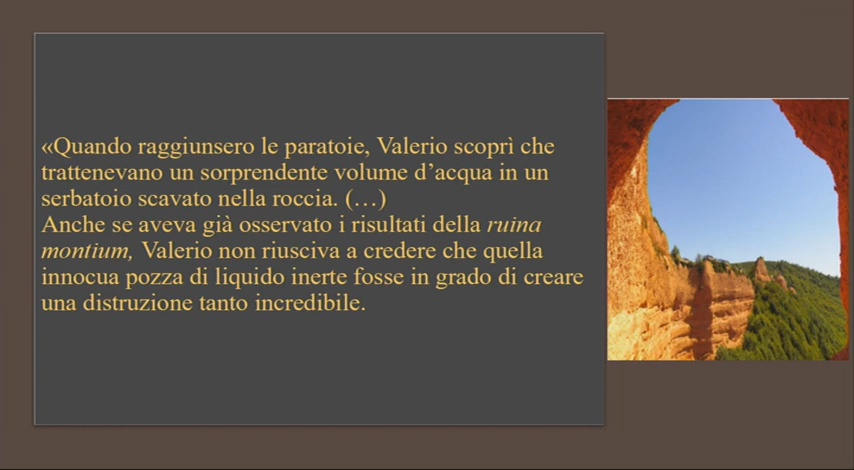 «Quando raggiunsero le paratoie, Valerio scoprì che
trattenevano un sorprendente volume d’acqua in un
serbatoio scavato nella roccia. (…)
Anche se aveva già osservato i risultati della ruina
montium, Valerio non riusciva a credere che quella
innocua pozza di liquido inerte fosse in grado di creare
una distruzione tanto incredibile.